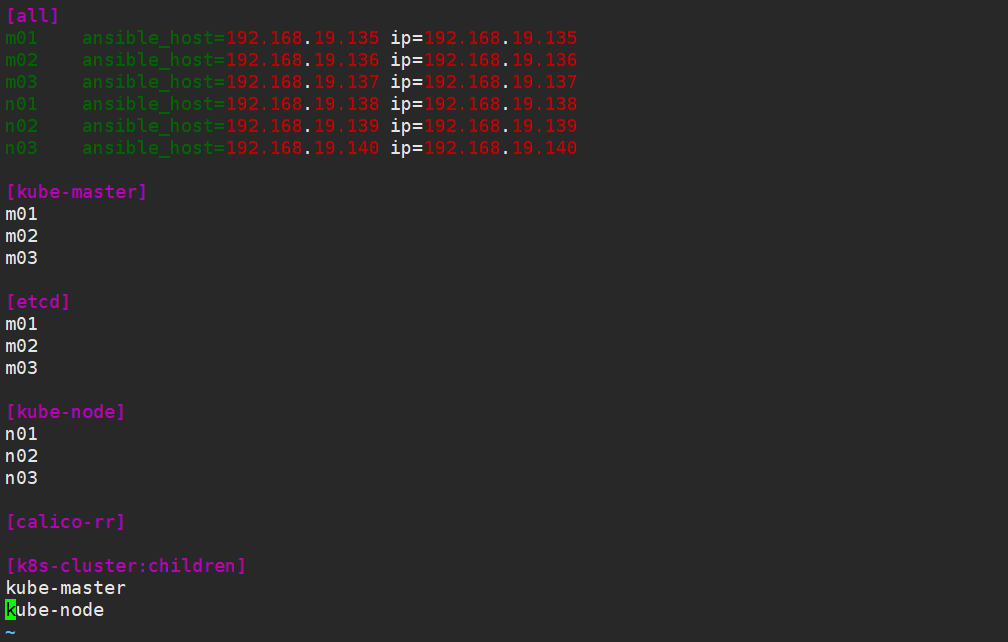 [all]
m01    ansible_host=192.168.19.135 ip=192.168.19.135
m02    ansible_host=192.168.19.136 ip=192.168.19.136
m03    ansible_host=192.168.19.137 ip=192.168.19.137
n01    ansible_host=192.168.19.138 ip=192.168.19.138
n02    ansible_host=192.168.19.139 ip=192.168.19.139
n03    ansible_host=192.168.19.140 ip=192.168.19.140
[kube-master]
m01
m02
m03
[etcd]
m01
m02
m03
[kube-node]
n01
n02
n03
[calico-rr]
[k8s-cluster:children]
kube-master
kube-node
~